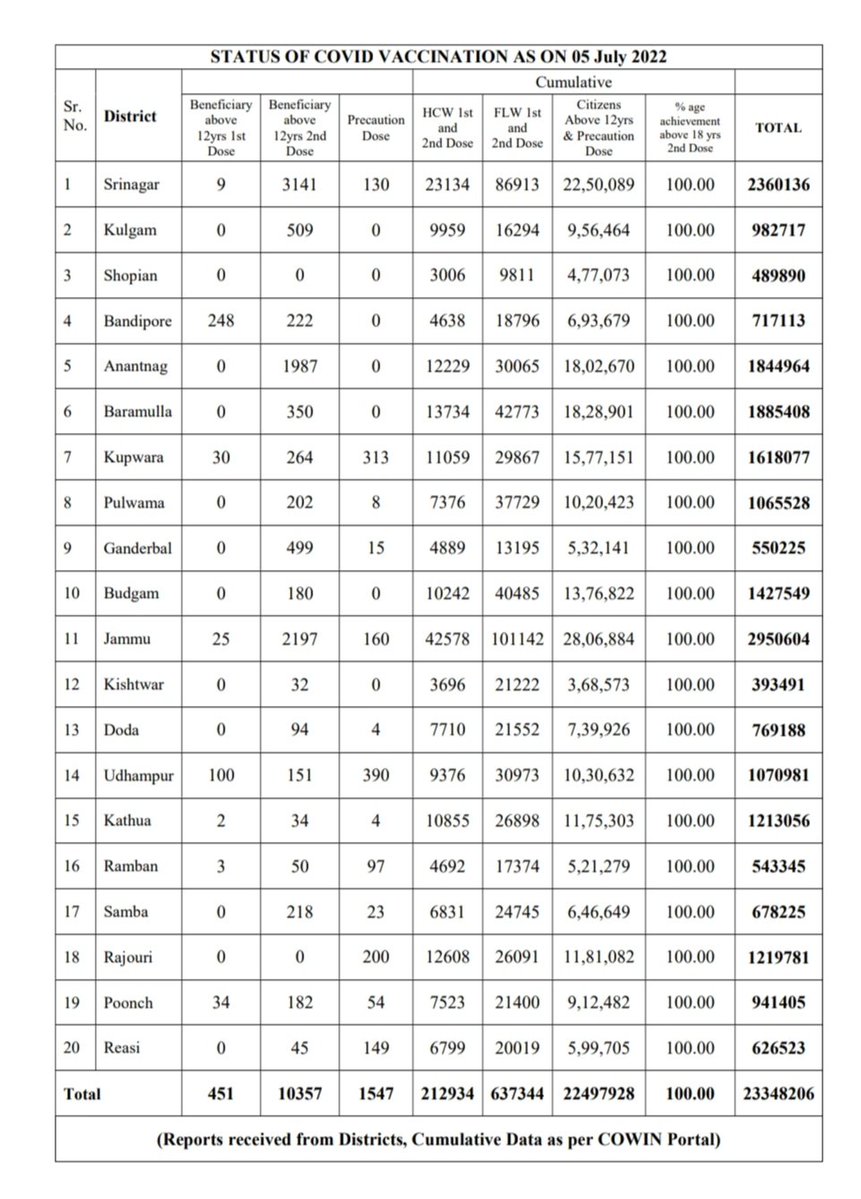 STATUS OF COVID VACCINATION AS ON 05 July 2022
Cumulative
Sr. No. District Beneficiary above 12yrs 1st Dose Beneficiary above 12yrs 2nd Dose Precaution Dose HCW 1st and 2nd Dose FLW 1st and 2nd Dose Citizens Above 12yrs & Precaution Dose % age achievement above 18 yrs 2nd Dose TOTAL
1 Srinagar 9 3141 130 23134 86913 22,50,089 100.00 2360136
2 Kulgam 0 509 0 9959 16294 9,56,464 100.00 982717
3 Shopian 0 0 0 3006 9811 4,77,073 100.00 489890
4 Bandipore 248 222 0 4638 18796 6,93,679 100.00 717113
5 Anantnag 0 1987 0 12229 30065 18,02,670 100.00 1844964
6 Baramulla 0 350 0 13734 42773 18,28,901 100.00 1885408
7 Kupwara 30 264 313 11059 29867 15,77,151 100.00 1618077
8 Pulwama 0 202 8 7376 37729 10,20,423 100.00 1065528
9 Ganderbal 0 499 15 4889 13195 5,32,141 100.00 550225
10 Budgam 0 180 0 10242 40485 13,76,822 100.00 1427549
11 Jammu 25 2197 160 42578 101142 28,06,884 100.00 2950604
12 Kishtwar 0 32 0 3696 21222 3,68,573 100.00 393491
13 Doda 0 94 4 7710 21552 7,39,926 100.00 769188
14 Udhampur 100 151 390 9376 30973 10,30,632 100.00 1070981
15 Kathua 2 34 4 10855 26898 11,75,303 100.00 1213056
16 Ramban 3 50 97 4692 17374 5,21,279 100.00 543345
17 Samba 0 218 23 6831 24745 6,46,649 100.00 678225
18 Rajouri 0 0 200 12608 26091 11,81,082 100.00 1219781
19 Poonch 34 182 54 7523 21400 9,12,482 100.00 941405
20 Reasi 0 45 149 6799 20019 5,99,705 100.00 626523
Total 451 10357 1547 212934 637344 22497928 100.00 23348206
(Reports received from Districts, Cumulative Data as per COWIN Portal)